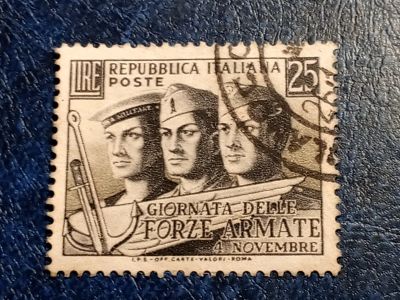 LIRE REPUBBLICA ITALIANA 25
POSTE
GIORNATA DELLE
FORZE ARMATE
4 NOVEMBRE
I.P.S. - OFF. CARTE - VALORI - ROMA